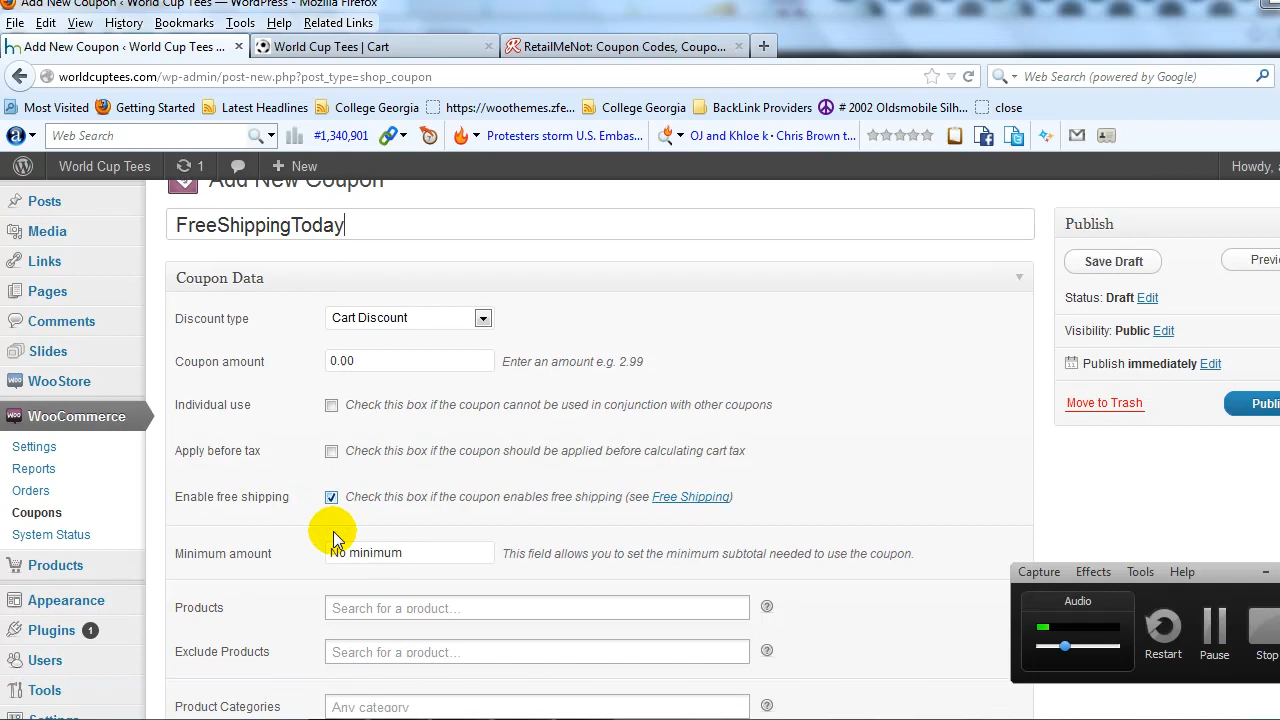 Add New Coupon ‹ World Cup Tees — WordPress - Mozilla Firefox
File Edit View History Bookmarks Tools Help Related Links
Add New Coupon ‹ World Cup Tees ... × World Cup Tees | Cart × RetailMeNot: Coupon Codes, Coupo... × +
worldcuptees.com/wp-admin/post-new.php?post_type=shop_coupon Web Search (powered by Google)
Most Visited Getting Started Latest Headlines College Georgia https://woothemes.zfe... College Georgia BackLink Providers # 2002 Oldsmobile Silh... close
a Web Search #1,340,901 Protesters storm U.S. Embas... OJ and Khloe k • Chris Brown t...
World Cup Tees 1 + New Howdy,
Add New Coupon
Posts
Media
Links
Pages
Comments
Slides
WooStore
WooCommerce
Settings
Reports
Orders
Coupons
System Status
Products
Appearance
Plugins 1
Users
Tools
Settings
FreeShippingToday
Coupon Data
Discount type Cart Discount
Coupon amount 0.00 Enter an amount e.g. 2.99
Individual use Check this box if the coupon cannot be used in conjunction with other coupons
Apply before tax Check this box if the coupon should be applied before calculating cart tax
Enable free shipping Check this box if the coupon enables free shipping (see Free Shipping)
Minimum amount No minimum This field allows you to set the minimum subtotal needed to use the coupon.
Products Search for a product... ?
Exclude Products Search for a product... ?
Product Categories Any category ?
Publish
Save Draft Previ
Status: Draft Edit
Visibility: Public Edit
Publish immediately Edit
Move to Trash Publi
Capture Effects Tools Help –
Audio
Restart Pause Stop